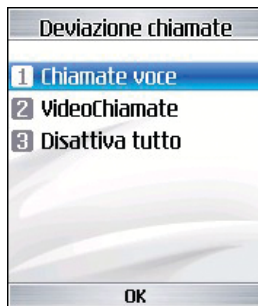 Deviazione chiamate
1 Chiamate voce
2 VideoChiamate
3 Disattiva tutto
OK